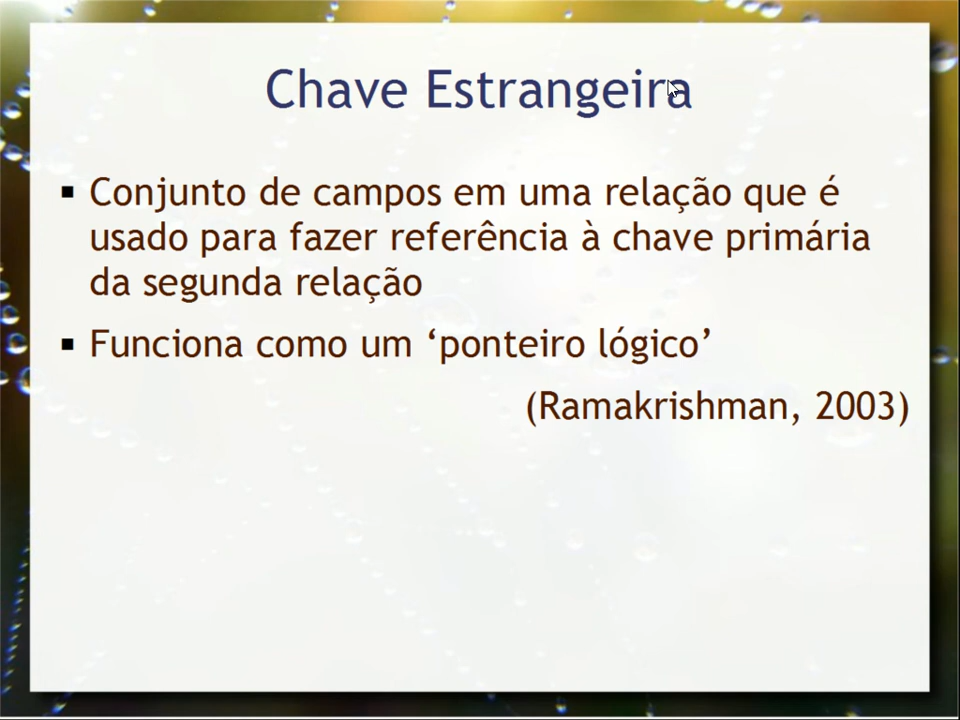 Chave Estrangeira
▪ Conjunto de campos em uma relação que é
usado para fazer referência à chave primária
da segunda relação
▪ Funciona como um ‘ponteiro lógico’
(Ramakrishman, 2003)